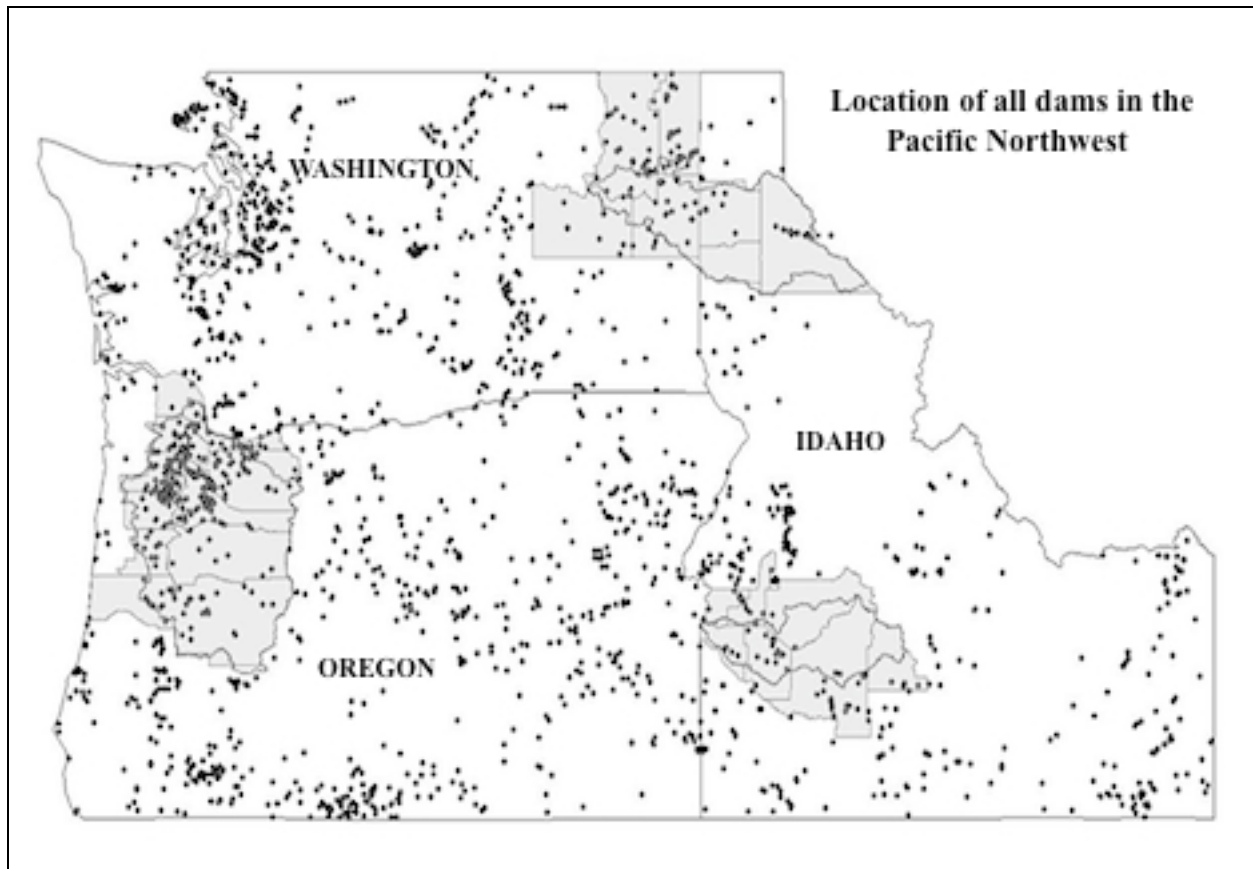 Location of all dams in the
Pacific Northwest
WASHINGTON
IDAHO
OREGON